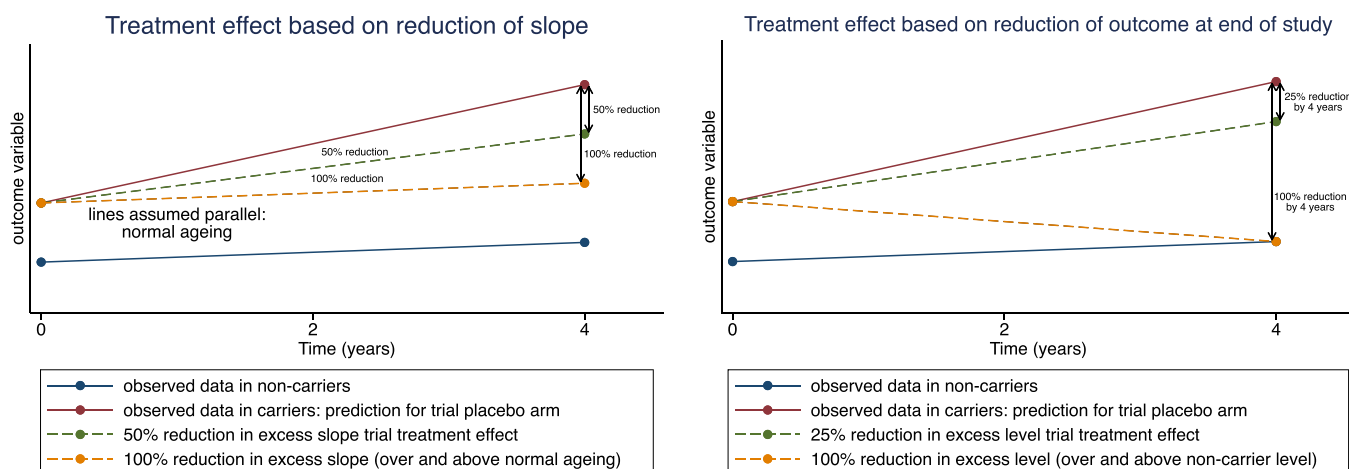 Treatment effect based on reduction of slope
outcome variable
50% reduction
50% reduction
100% reduction
100% reduction
lines assumed parallel:
normal ageing
0
2
4
Time (years)
observed data in non-carriers
observed data in carriers: prediction for trial placebo arm
50% reduction in excess slope trial treatment effect
100% reduction in excess slope (over and above normal ageing)
Treatment effect based on reduction of outcome at end of study
outcome variable
25% reduction
by 4 years
100% reduction
by 4 years
0
2
4
Time (years)
observed data in non-carriers
observed data in carriers: prediction for trial placebo arm
25% reduction in excess level trial treatment effect
100% reduction in excess level (over and above non-carrier level)